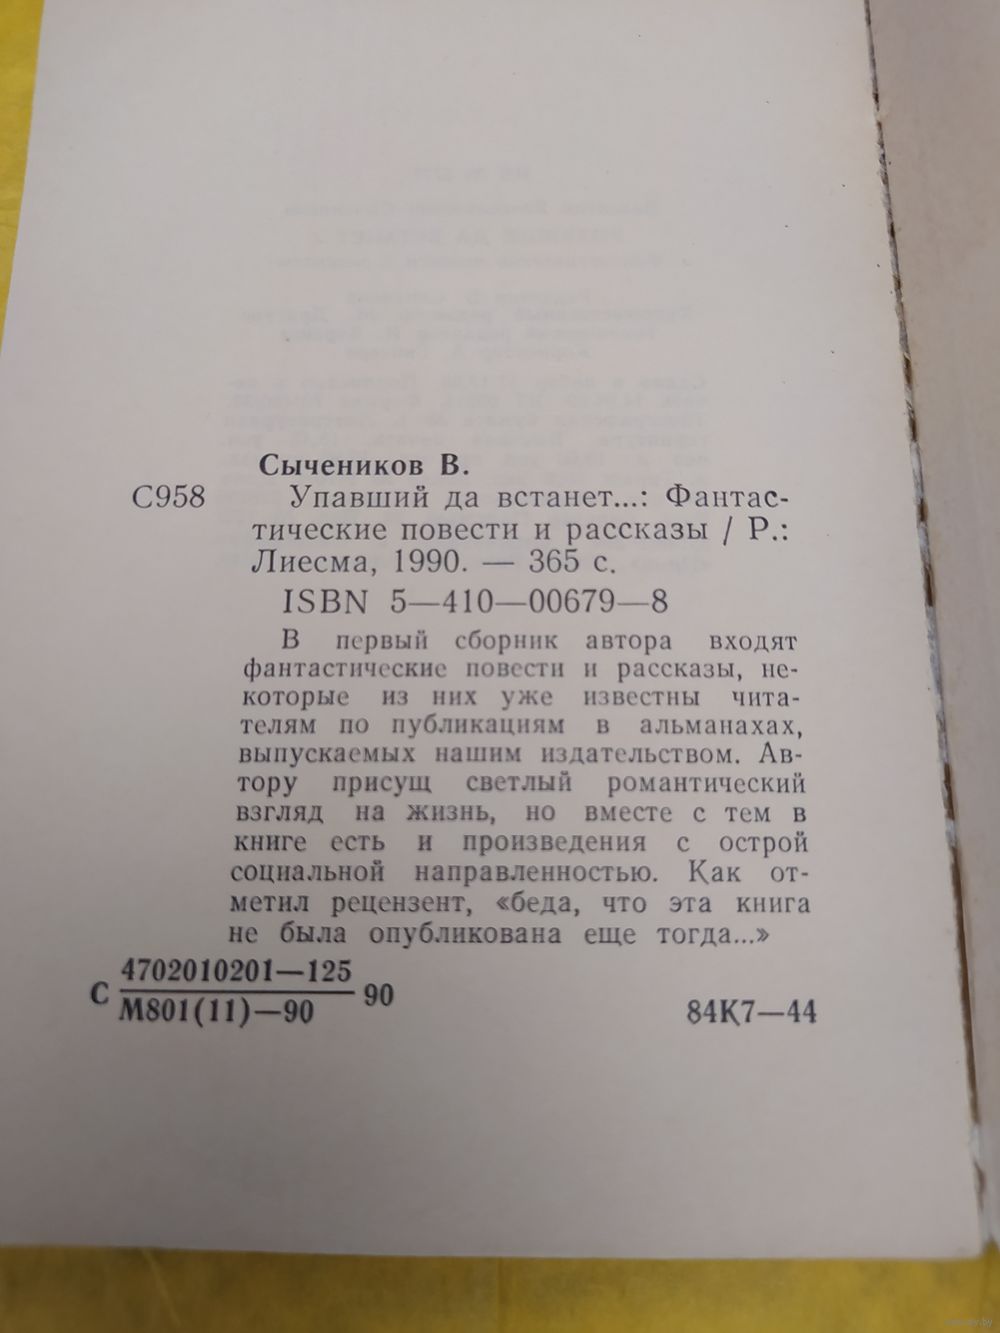 Сычеников В.
С958 Упавший да встанет...: Фантас-
тические повести и рассказы / Р.:
Лиесма, 1990. — 365 с.
ISBN 5—410—00679—8
В первый сборник автора входят
фантастические повести и рассказы, не-
которые из них уже известны чита-
телям по публикациям в альманахах,
выпускаемых нашим издательством. Ав-
тору присущ светлый романтический
взгляд на жизнь, но вместе с тем в
книге есть и произведения с острой
социальной направленностью. Как от-
метил рецензент, «беда, что эта книга
не была опубликована еще тогда...»
4702010201—125
С 90
М801(11)—90
84К7—44